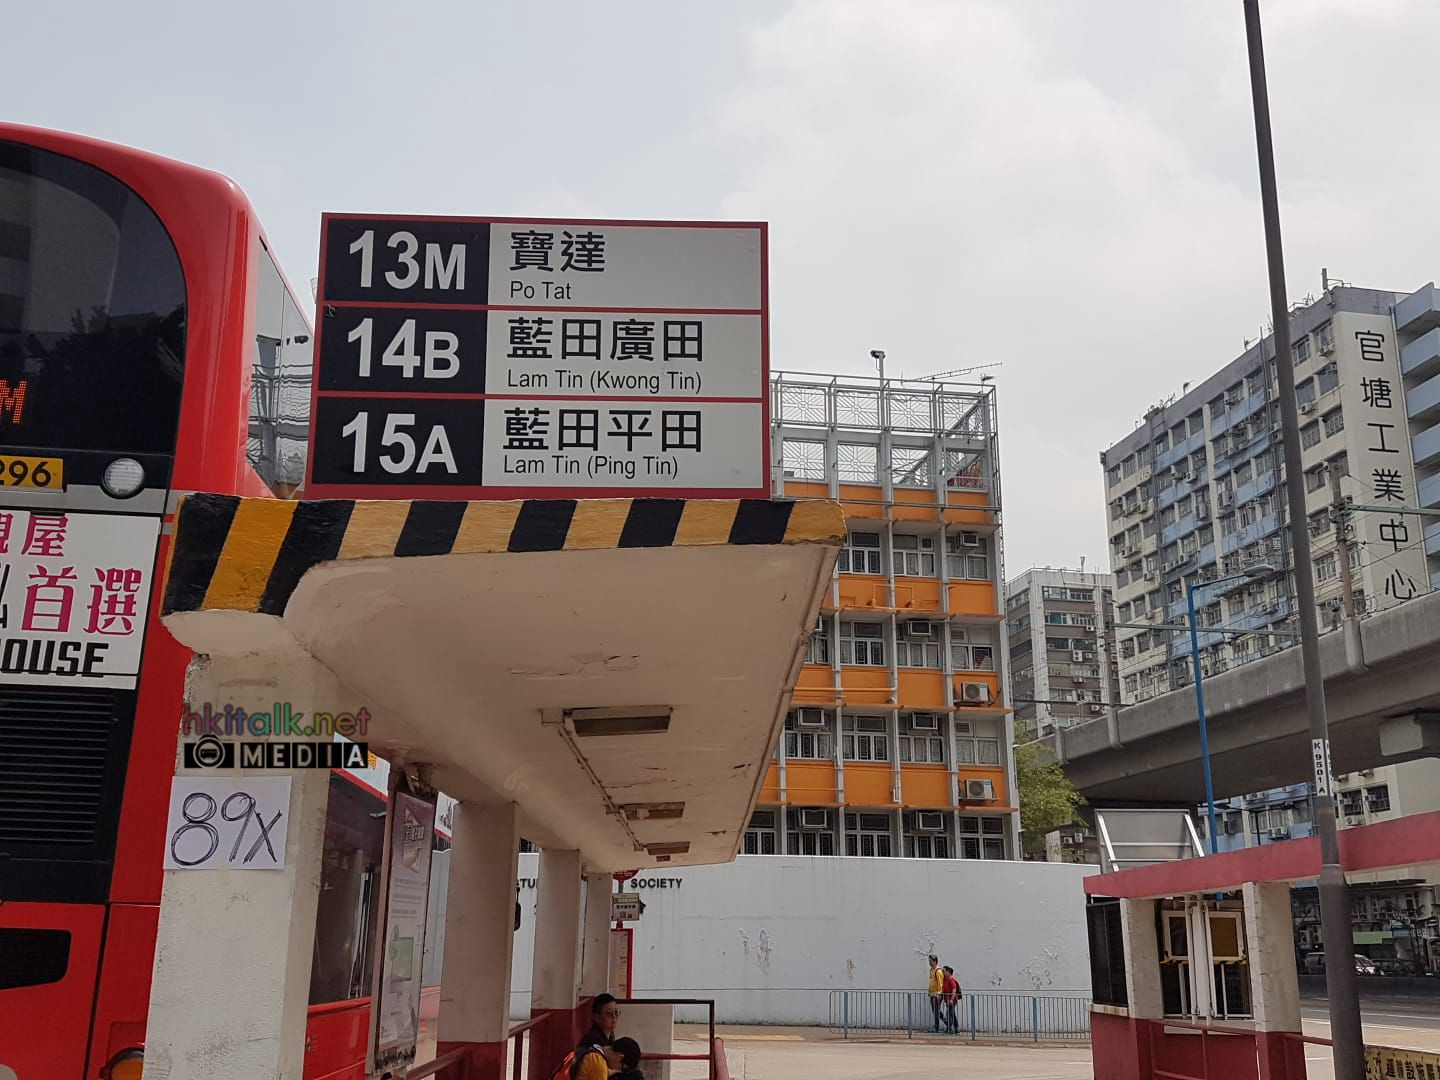 13M 寶達
Po Tat
14B 藍田廣田
Lam Tin (Kwong Tin)
15A 藍田平田
Lam Tin (Ping Tin)
M
296
屋
首選
OUSE
hkitalk.net
MEDIA
89X
SOCIETY
官塘工業中心
K9501A